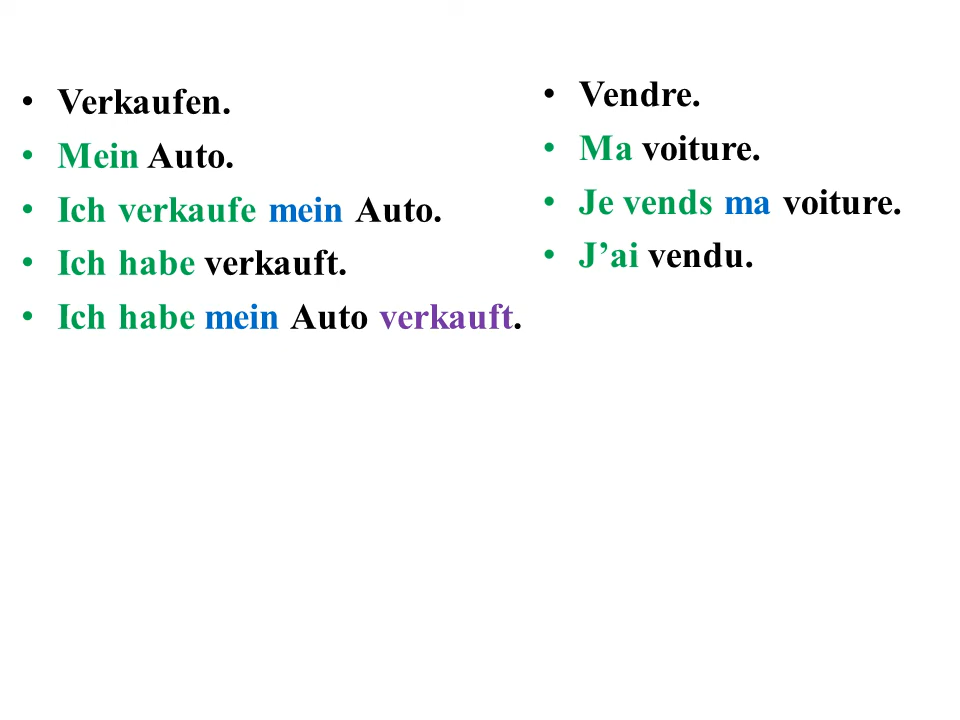 • Verkaufen.
• Mein Auto.
• Ich verkaufe mein Auto.
• Ich habe verkauft.
• Ich habe mein Auto verkauft.
• Vendre.
• Ma voiture.
• Je vends ma voiture.
• J’ai vendu.